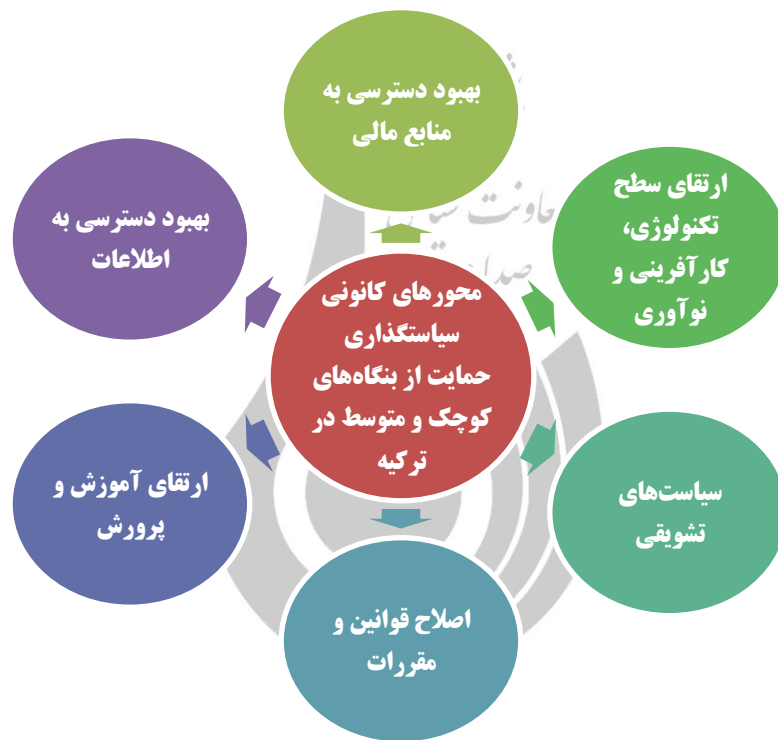 بهبود دسترسی به
منابع مالی
ارتقای سطح
تکنولوژی،
کارآفرینی و
نوآوری
سیاست‌های
تشویقی
اصلاح قوانین و
مقررات
ارتقای آموزش و
پرورش
بهبود دسترسی به
اطلاعات
محورهای کانونی
سیاستگذاری
حمایت از بنگاه‌های
کوچک و متوسط در
ترکیه